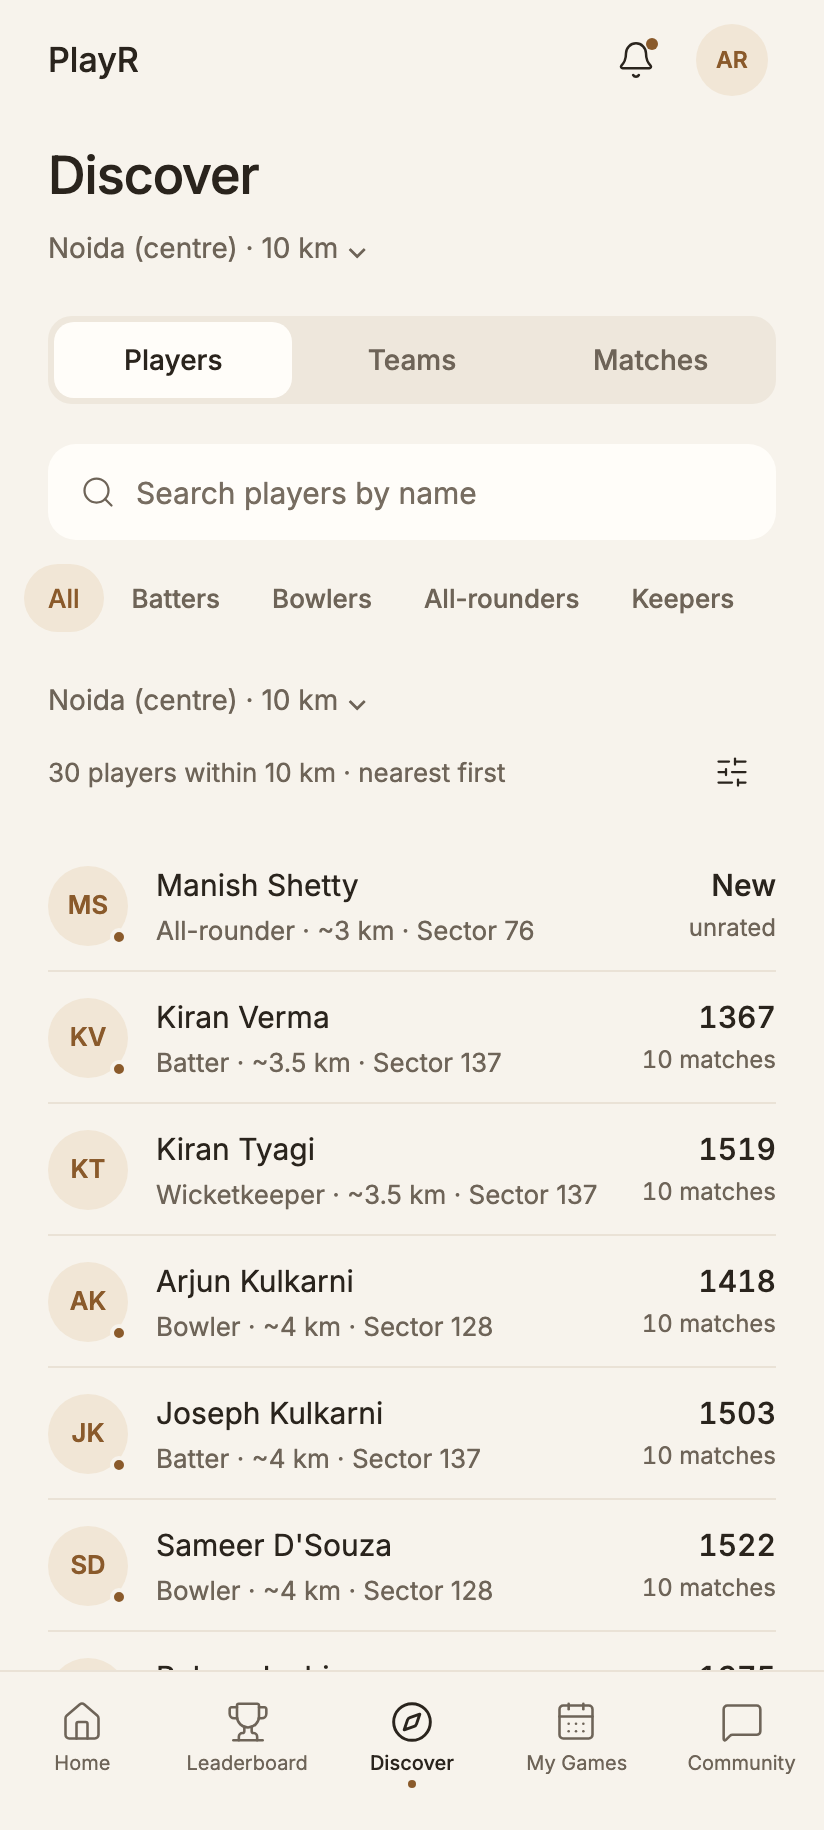 PlayR
AR
Discover
Noida (centre) · 10 km
Players Teams Matches
Search players by name
All Batters Bowlers All-rounders Keepers
Noida (centre) · 10 km
30 players within 10 km · nearest first
MS Manish Shetty New
All-rounder · ~3 km · Sector 76 unrated
KV Kiran Verma 1367
Batter · ~3.5 km · Sector 137 10 matches
KT Kiran Tyagi 1519
Wicketkeeper · ~3.5 km · Sector 137 10 matches
AK Arjun Kulkarni 1418
Bowler · ~4 km · Sector 128 10 matches
JK Joseph Kulkarni 1503
Batter · ~4 km · Sector 137 10 matches
SD Sameer D'Souza 1522
Bowler · ~4 km · Sector 128 10 matches
Home Leaderboard Discover My Games Community